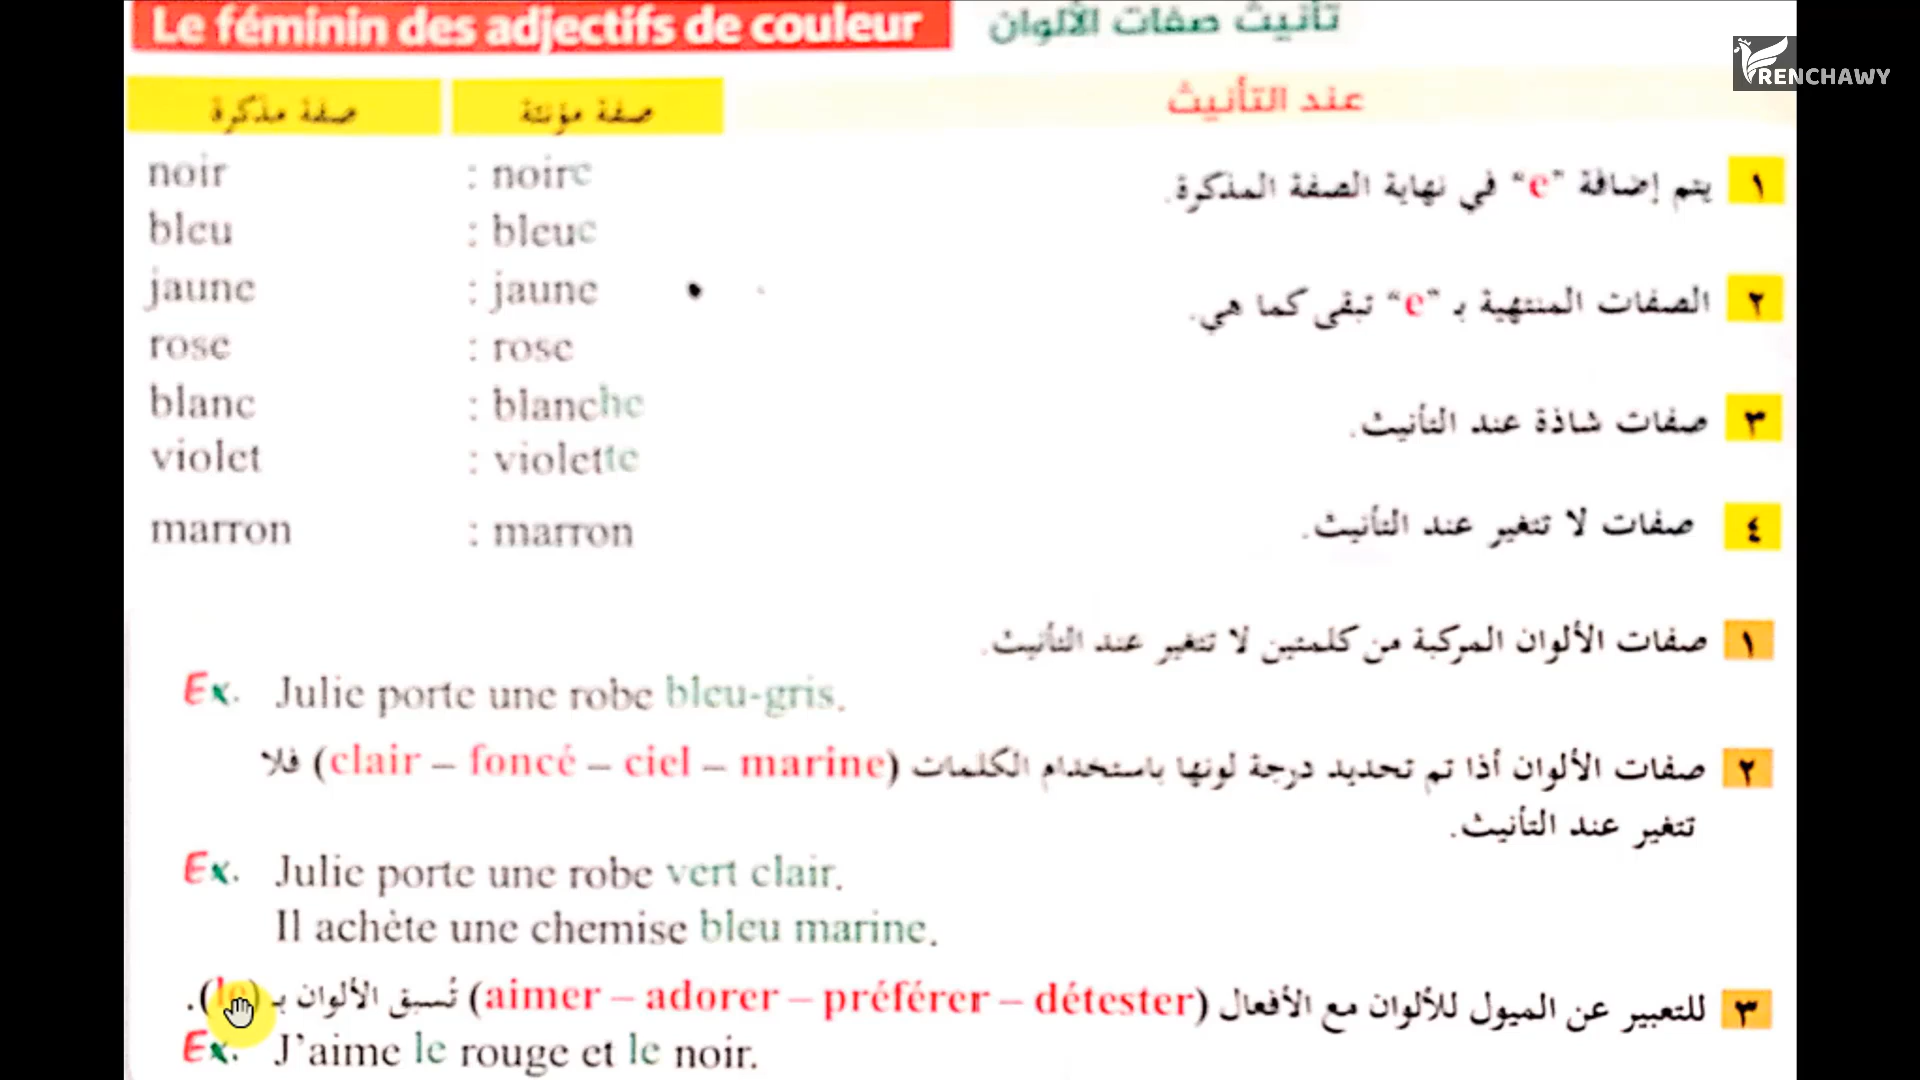 Le féminin des adjectifs de couleur تأنيث صفات الألوان
RENCHAWY
صفة مذكرة صفة مؤنثة عند التأنيث
noir : noire
١ يتم إضافة "e" في نهاية الصفة المذكرة.
bleu : bleue
jaune : jaune
٢ الصفات المنتهية بـ "e" تبقى كما هي.
rose : rose
blanc : blanche
٣ صفات شاذة عند التأنيث.
violet : violette
marron : marron
٤ صفات لا تتغير عند التأنيث.
١ صفات الألوان المركبة من كلمتين لا تتغير عند التأنيث.
Ex. Julie porte une robe bleu-gris.
٢ صفات الألوان أذا تم تحديد درجة لونها باستخدام الكلمات (clair – foncé – ciel – marine) فلا
تتغير عند التأنيث.
Ex. Julie porte une robe vert clair.
Il achète une chemise bleu marine.
٣ للتعبير عن الميول للألوان مع الأفعال (aimer – adorer – préférer – détester) تُسبق الألوان بـ (le).
Ex. J'aime le rouge et le noir.